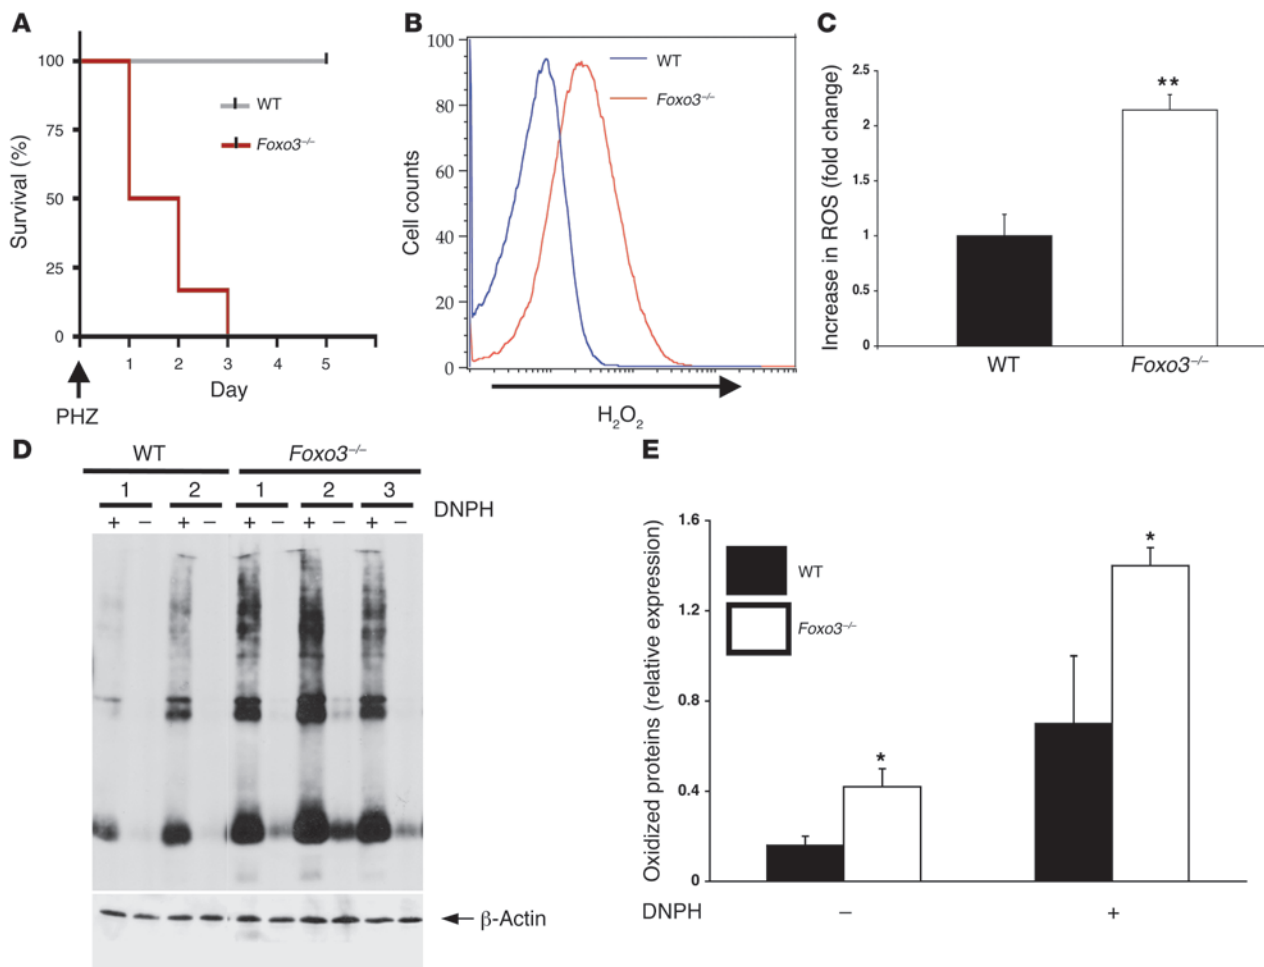 A
Survival (%)
100
75
50
25
0
WT
Foxo3–/–
1 2 3 4 5
Day
PHZ
B
Cell counts
100
80
60
40
20
0
WT
Foxo3–/–
H2O2
C
Increase in ROS (fold change)
2.5
2
1.5
1
0.5
0
**
WT Foxo3–/–
D
WT Foxo3–/–
1 2 1 2 3
DNPH
+ – + – + – + – + –
β-Actin
E
Oxidized proteins (relative expression)
1.6
1.2
0.8
0.4
0
WT
Foxo3–/–
*
*
DNPH – +